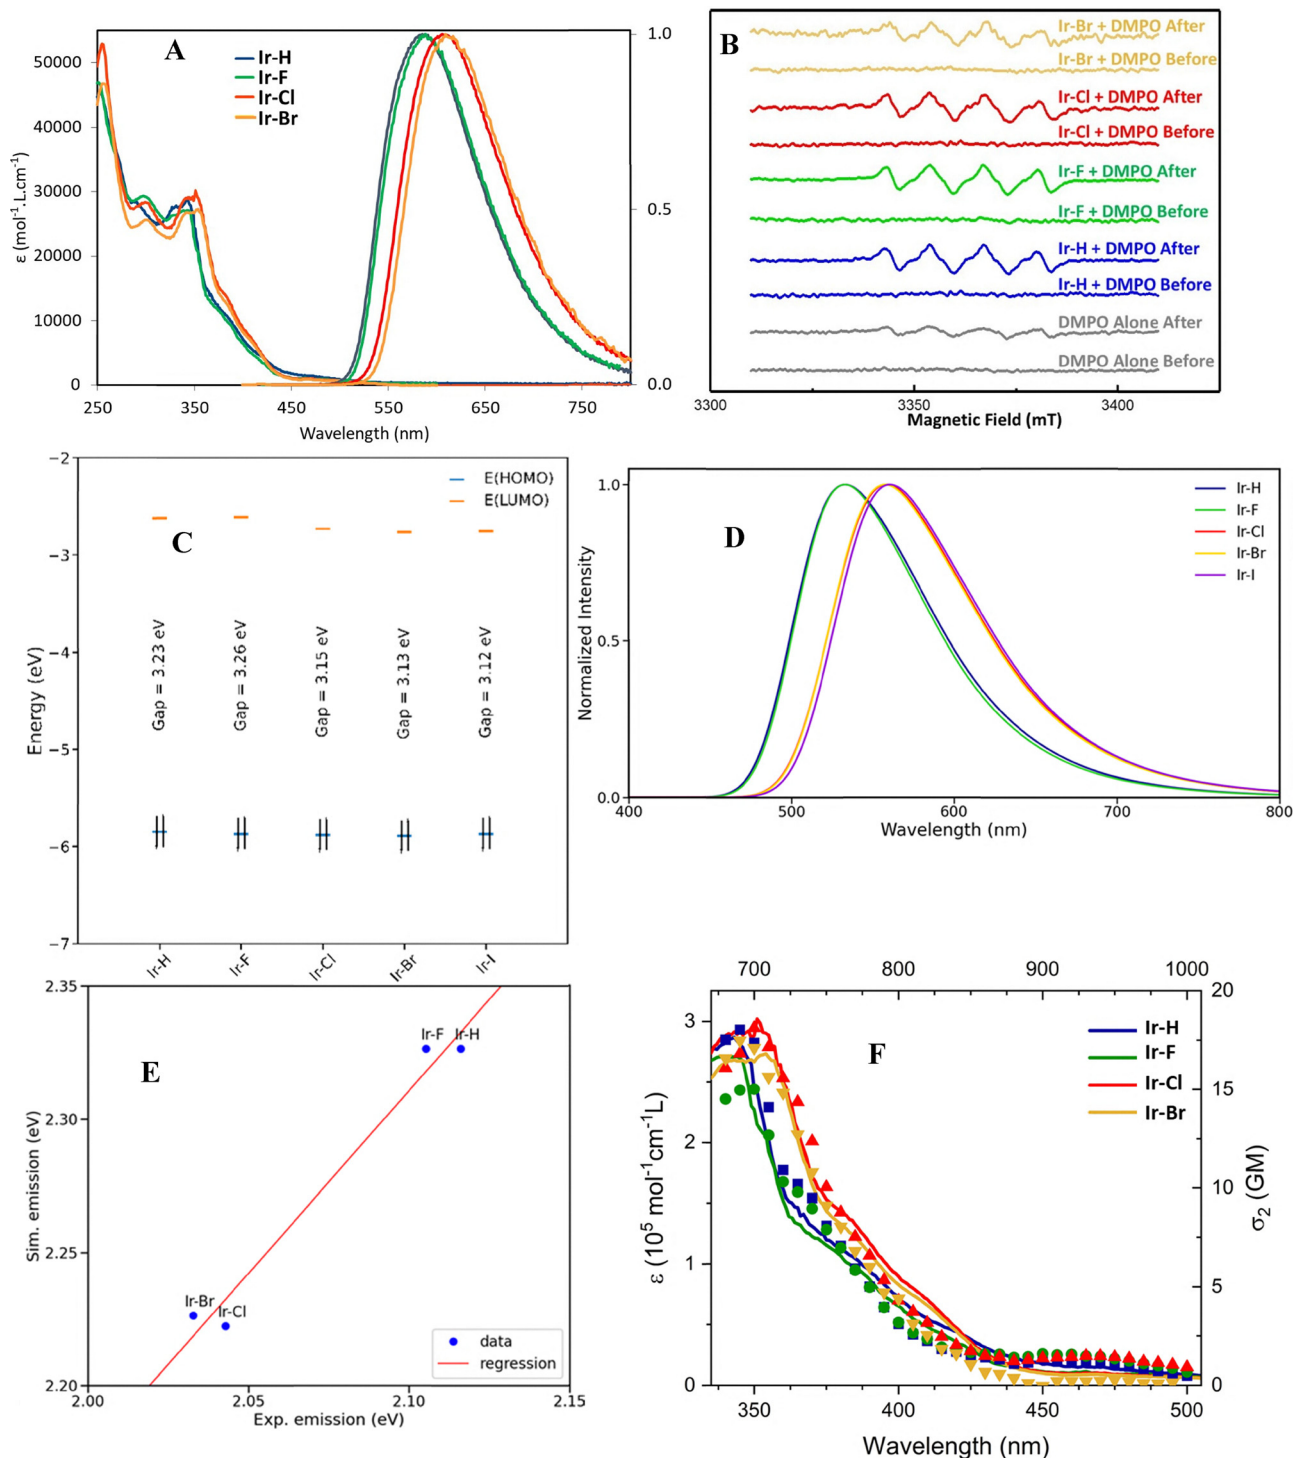 A
Ir-H
Ir-F
Ir-Cl
Ir-Br
50000
40000
30000
20000
10000
0
ε (mol⁻¹.L.cm⁻¹)
1.0
0.5
0.0
250
350
450
550
650
750
Wavelength (nm)
B
Ir-Br + DMPO After
Ir-Br + DMPO Before
Ir-Cl + DMPO After
Ir-Cl + DMPO Before
Ir-F + DMPO After
Ir-F + DMPO Before
Ir-H + DMPO After
Ir-H + DMPO Before
DMPO Alone After
DMPO Alone Before
3300
3350
3400
Magnetic Field (mT)
C
E(HOMO)
E(LUMO)
−2
−3
−4
−5
−6
−7
Energy (eV)
Gap = 3.23 eV
Gap = 3.26 eV
Gap = 3.15 eV
Gap = 3.13 eV
Gap = 3.12 eV
Ir-H
Ir-F
Ir-Cl
Ir-Br
Ir-I
D
Ir-H
Ir-F
Ir-Cl
Ir-Br
Ir-I
1.0
0.5
0.0
Normalized Intensity
400
500
600
700
800
Wavelength (nm)
E
2.35
2.30
2.25
2.20
Sim. emission (eV)
Ir-F
Ir-H
Ir-Br
Ir-Cl
data
regression
2.00
2.05
2.10
2.15
Exp. emission (eV)
F
700
800
900
1000
Ir-H
Ir-F
Ir-Cl
Ir-Br
3
2
1
0
ε (10⁵ mol⁻¹cm⁻¹L)
20
15
10
5
0
σ₂ (GM)
350
400
450
500
Wavelength (nm)